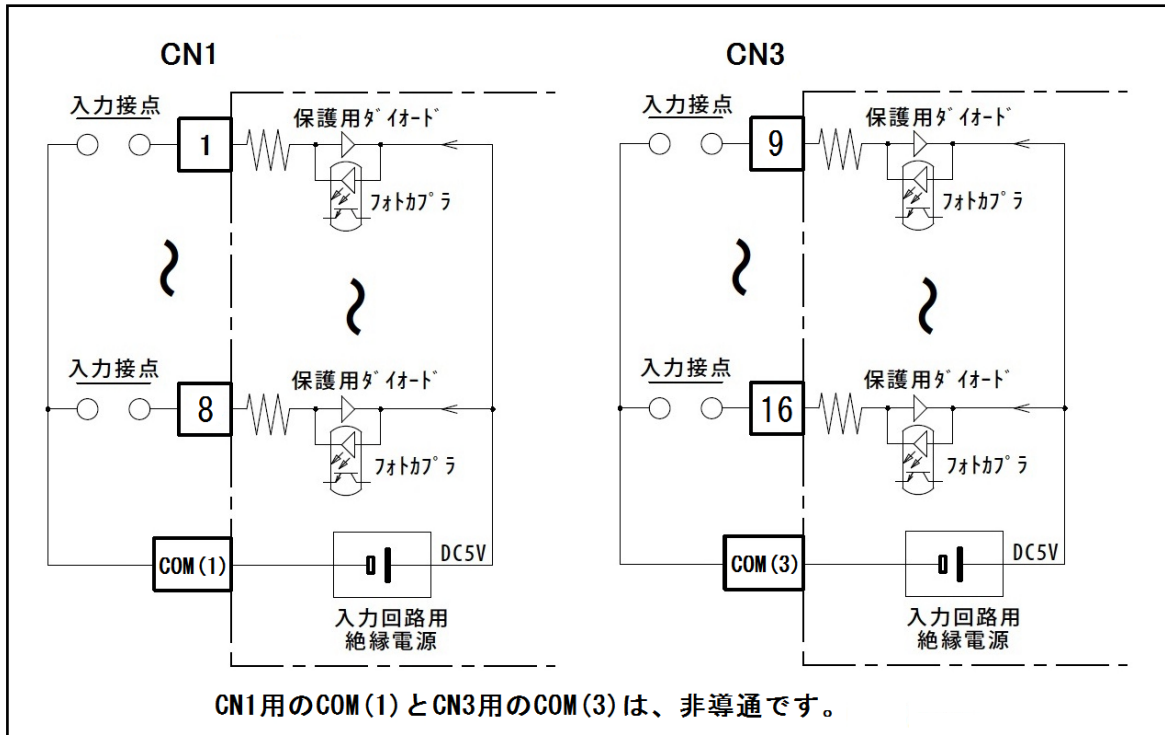 CN1
入力接点
保護用ダイオード
1
フォトカプラ
入力接点
保護用ダイオード
8
フォトカプラ
COM(1)
DC5V
入力回路用
絶縁電源
CN3
入力接点
保護用ダイオード
9
フォトカプラ
入力接点
保護用ダイオード
16
フォトカプラ
COM(3)
DC5V
入力回路用
絶縁電源
CN1用のCOM(1)とCN3用のCOM(3)は、非導通です。